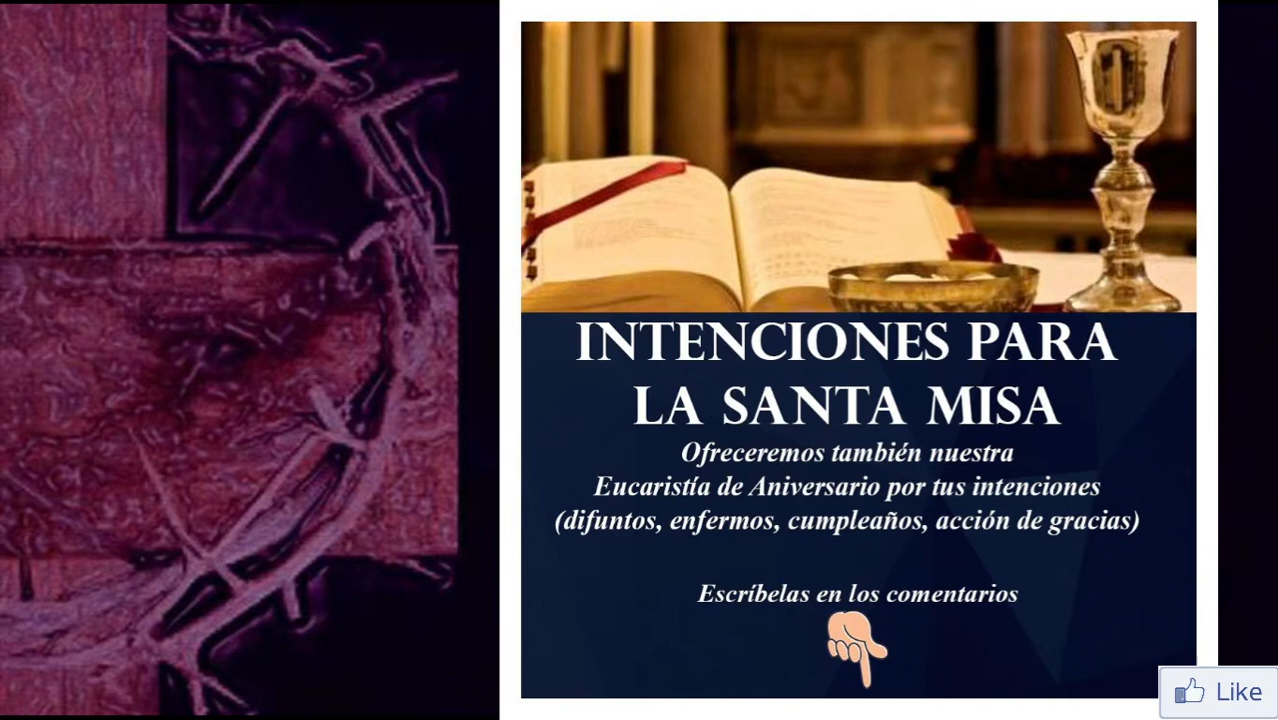 INTENCIONES PARA
LA SANTA MISA
Ofreceremos también nuestra
Eucaristía de Aniversario por tus intenciones
(difuntos, enfermos, cumpleaños, acción de gracias)
Escríbelas en los comentarios
Like